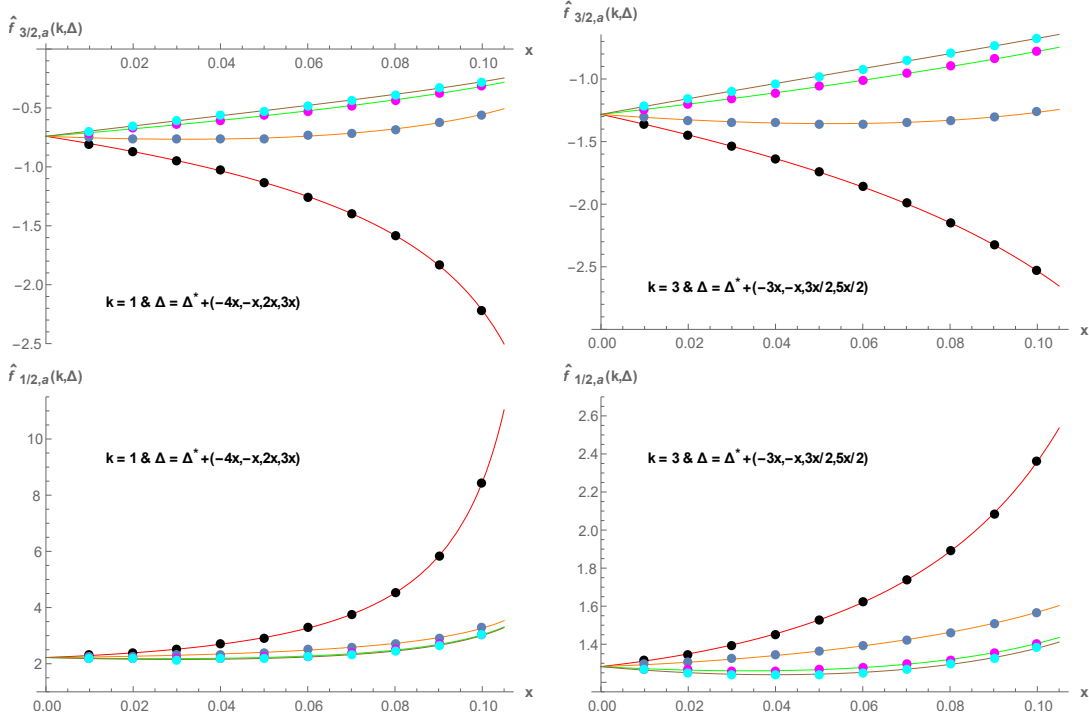 f̂ 3/2,a(k,Δ)
x
0.02 0.04 0.06 0.08 0.10
-0.5
-1.0
-1.5
-2.0
-2.5
k = 1 & Δ = Δ* +(-4x,-x,2x,3x)
f̂ 3/2,a(k,Δ)
-1.0
-1.5
-2.0
-2.5
k = 3 & Δ = Δ* +(-3x,-x,3x/2,5x/2)
0.00 0.02 0.04 0.06 0.08 0.10
x
f̂ 1/2,a(k,Δ)
10
8
6
4
2
k = 1 & Δ = Δ* +(-4x,-x,2x,3x)
0.00 0.02 0.04 0.06 0.08 0.10
x
f̂ 1/2,a(k,Δ)
2.6
2.4
2.2
2.0
1.8
1.6
1.4
k = 3 & Δ = Δ* +(-3x,-x,3x/2,5x/2)
0.00 0.02 0.04 0.06 0.08 0.10
x